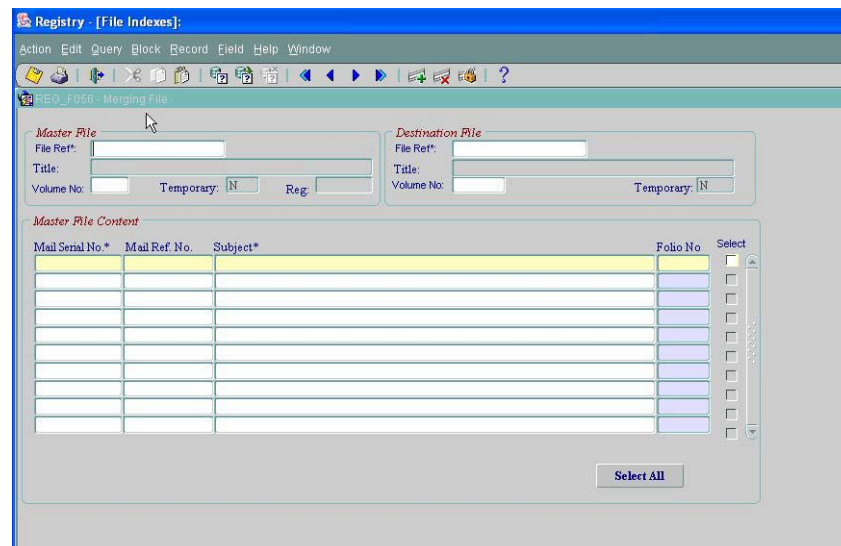 Registry - [File Indexes]:
Action Edit Query Block Record Field Help Window
REG_F056 - Merging File
Master File
File Ref*:
Title:
Volume No: Temporary: N Reg:
Destination File
File Ref*:
Title:
Volume No: Temporary: N
Master File Content
Mail Serial No.* Mail Ref. No. Subject* Folio No Select
Select All